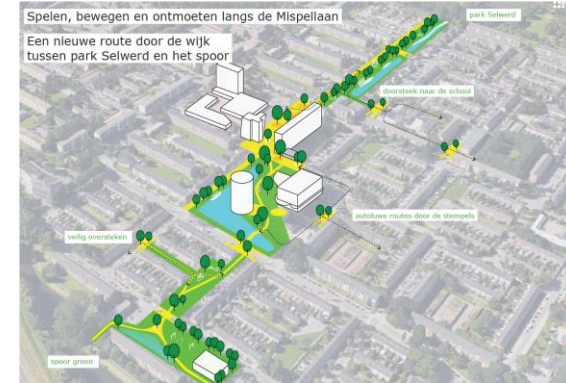 Spelen, bewegen en ontmoeten langs de Mispellaan
Een nieuwe route door de wijk
tussen park Selwerd en het spoor
park Selwerd
doorsteek naar de school
autoluwe routes door de stempels
veilig oversteken
spoor groen